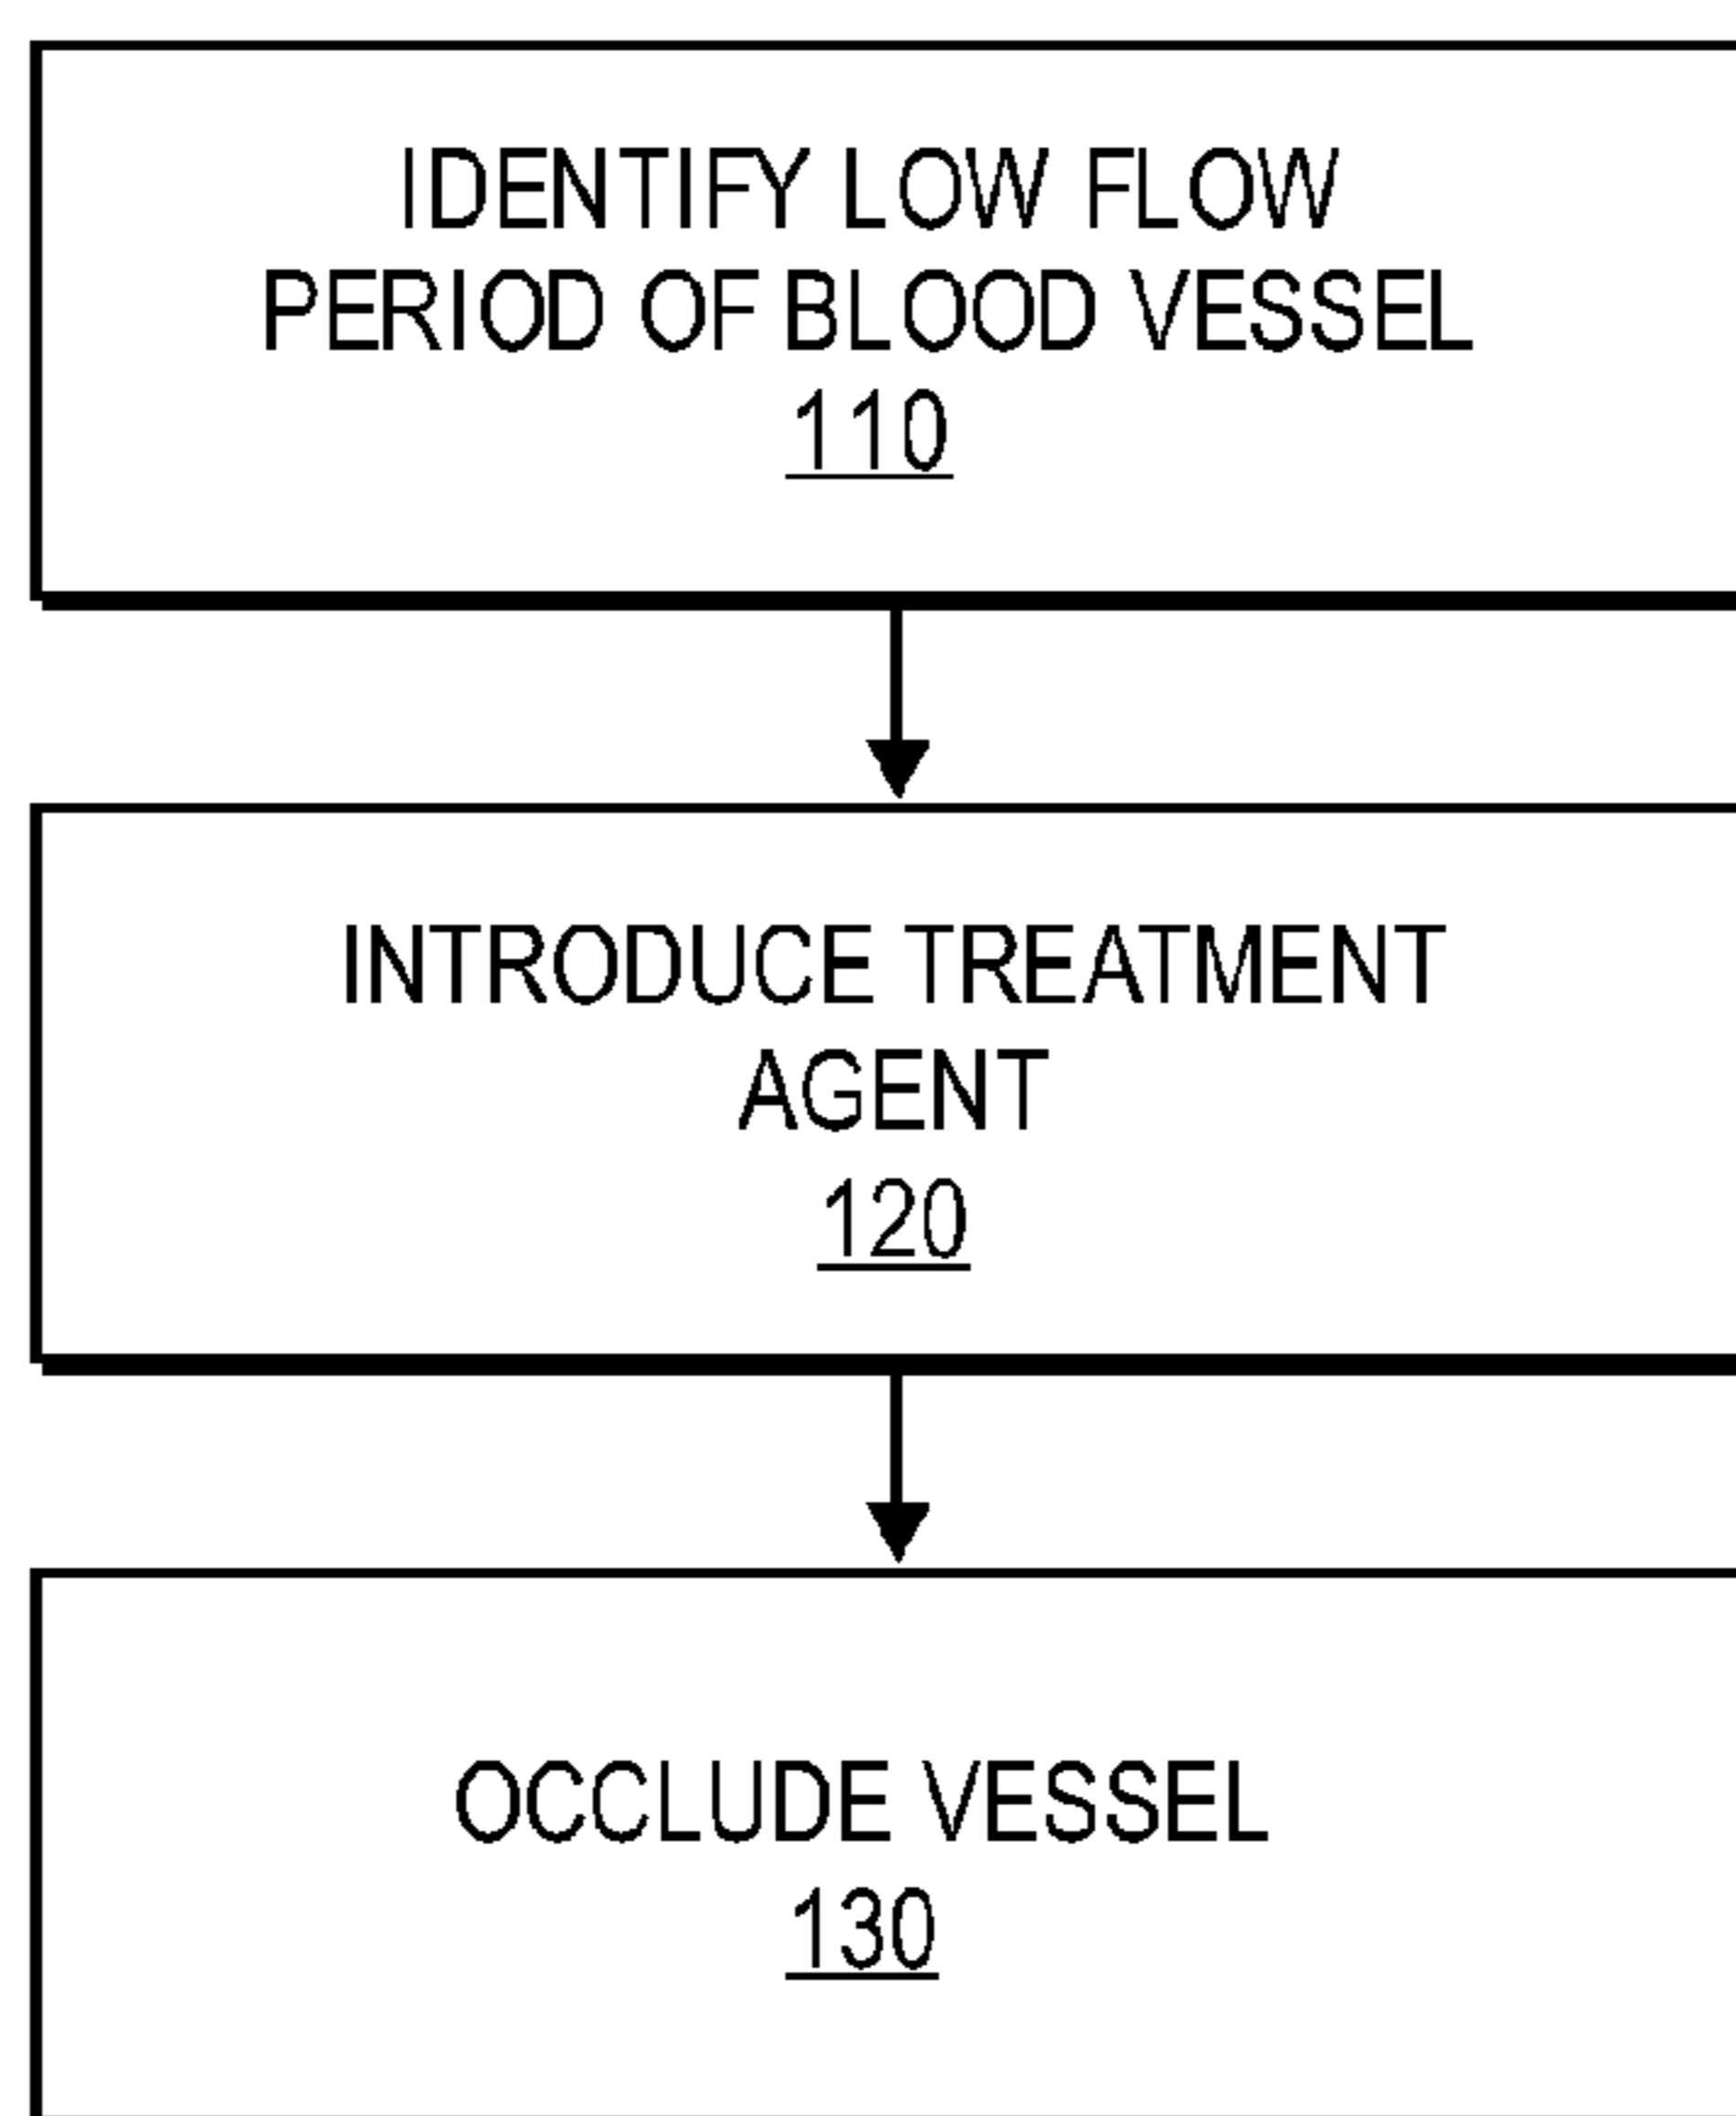 IDENTIFY LOW FLOW
PERIOD OF BLOOD VESSEL
110
INTRODUCE TREATMENT
AGENT
120
OCCLUDE VESSEL
130